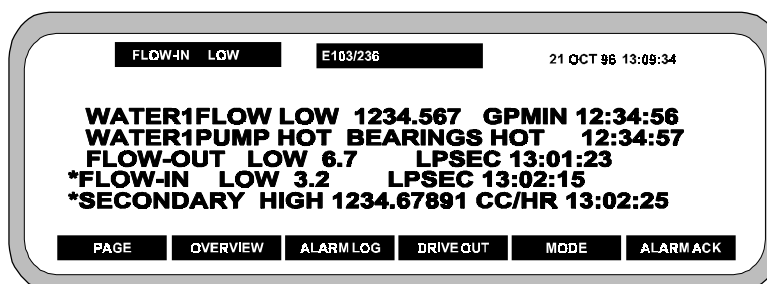 FLOW-IN LOW E103/236 21 OCT 96 13:09:34
WATER1FLOW LOW 1234.567 GPMIN 12:34:56
WATER1PUMP HOT BEARINGS HOT 12:34:57
FLOW-OUT LOW 6.7 LPSEC 13:01:23
*FLOW-IN LOW 3.2 LPSEC 13:02:15
*SECONDARY HIGH 1234.67891 CC/HR 13:02:25
PAGE OVERVIEW ALARM LOG DRIVE OUT MODE ALARM ACK